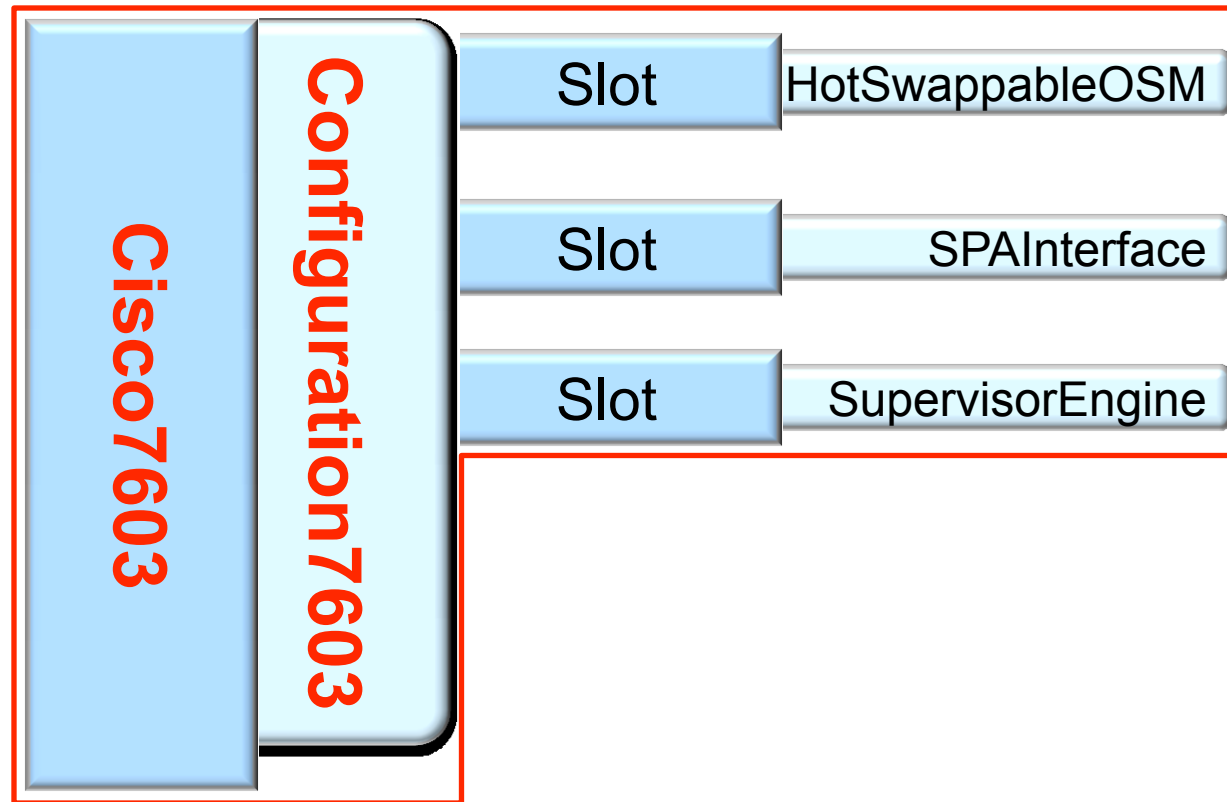 Cisco7603
Configuration7603
Slot
HotSwappableOSM
Slot
SPAInterface
Slot
SupervisorEngine